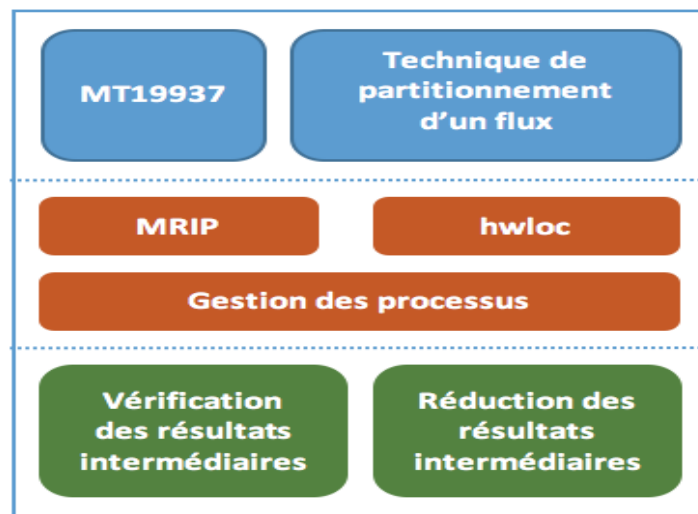 MT19937
Technique de
partitionnement
d’un flux
MRIP
hwloc
Gestion des processus
Vérification
des résultats
intermédiaires
Réduction des
résultats
intermédiaires